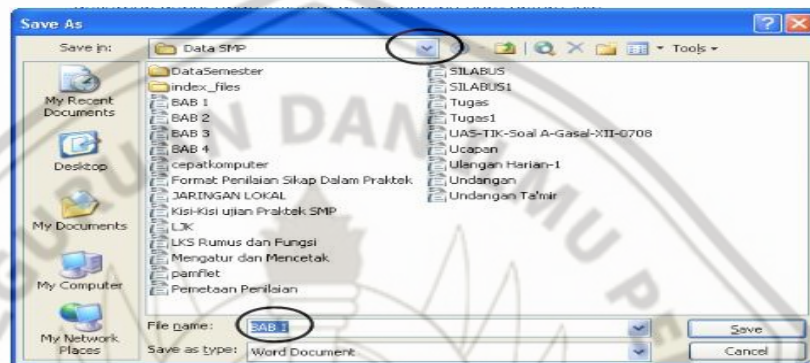 Save As
Save in: Data SMP Tools
My Recent Documents
Desktop
My Documents
My Computer
My Network Places
DataSemester
index_files
BAB 1
BAB 2
BAB 3
BAB 4
cepatkomputer
Format Penilaian Sikap Dalam Praktek
JARINGAN LOKAL
Kisi-Kisi ujian Praktek SMP
LJK
LKS Rumus dan Fungsi
Mengatur dan Mencetak
pamflet
Pemetaan Penilaian
SILABUS
SILABUS1
Tugas
Tugas1
UAS-TIK-Soal A-Gasal-XII-0708
Ucapan
Ulangan Harian-1
Undangan
Undangan Ta'mir
File name: BAB 1 Save
Save as type: Word Document Cancel
GURUAN DAN ILMU PE